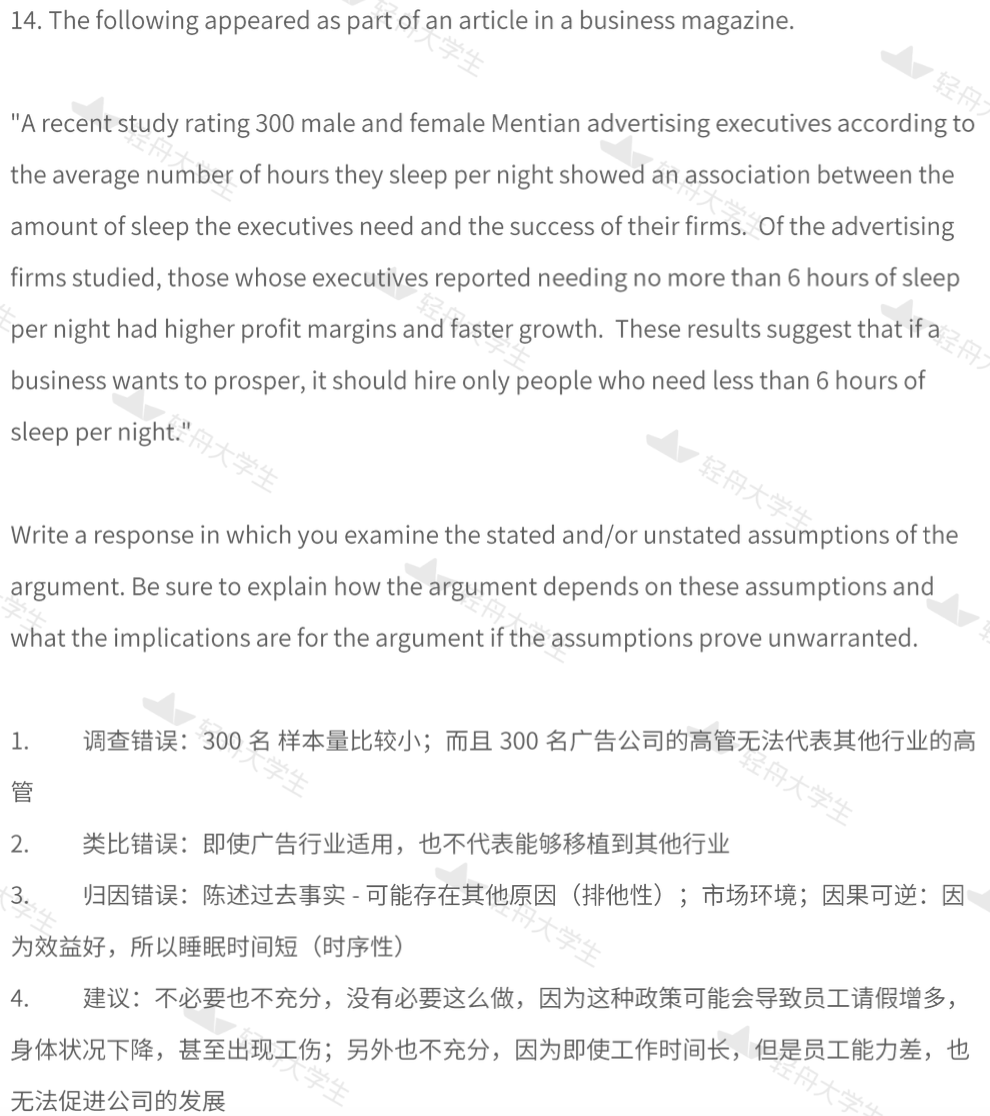 14. The following appeared as part of an article in a business magazine.
"A recent study rating 300 male and female Mentian advertising executives according to
the average number of hours they sleep per night showed an association between the
amount of sleep the executives need and the success of their firms.  Of the advertising
firms studied, those whose executives reported needing no more than 6 hours of sleep
per night had higher profit margins and faster growth.  These results suggest that if a
business wants to prosper, it should hire only people who need less than 6 hours of
sleep per night."
Write a response in which you examine the stated and/or unstated assumptions of the
argument. Be sure to explain how the argument depends on these assumptions and
what the implications are for the argument if the assumptions prove unwarranted.
1. 调查错误：300 名 样本量比较小；而且 300 名广告公司的高管无法代表其他行业的高
管
2. 类比错误：即使广告行业适用，也不代表能够移植到其他行业
3. 归因错误：陈述过去事实 - 可能存在其他原因（排他性）；市场环境；因果可逆：因
为效益好，所以睡眠时间短（时序性）
4. 建议：不必要也不充分，没有必要这么做，因为这种政策可能会导致员工请假增多，
身体状况下降，甚至出现工伤；另外也不充分，因为即使工作时间长，但是员工能力差，也
无法促进公司的发展
轻舟大学生